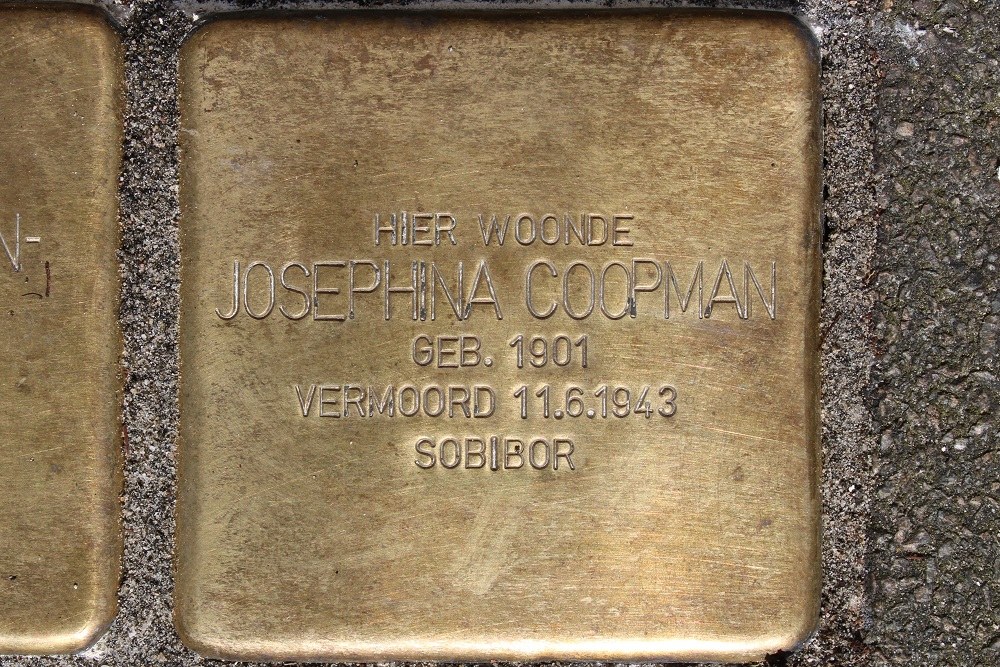 N-
HIER WOONDE
JOSEPHINA COOPMAN
GEB. 1901
VERMOORD 11.6.1943
SOBIBOR